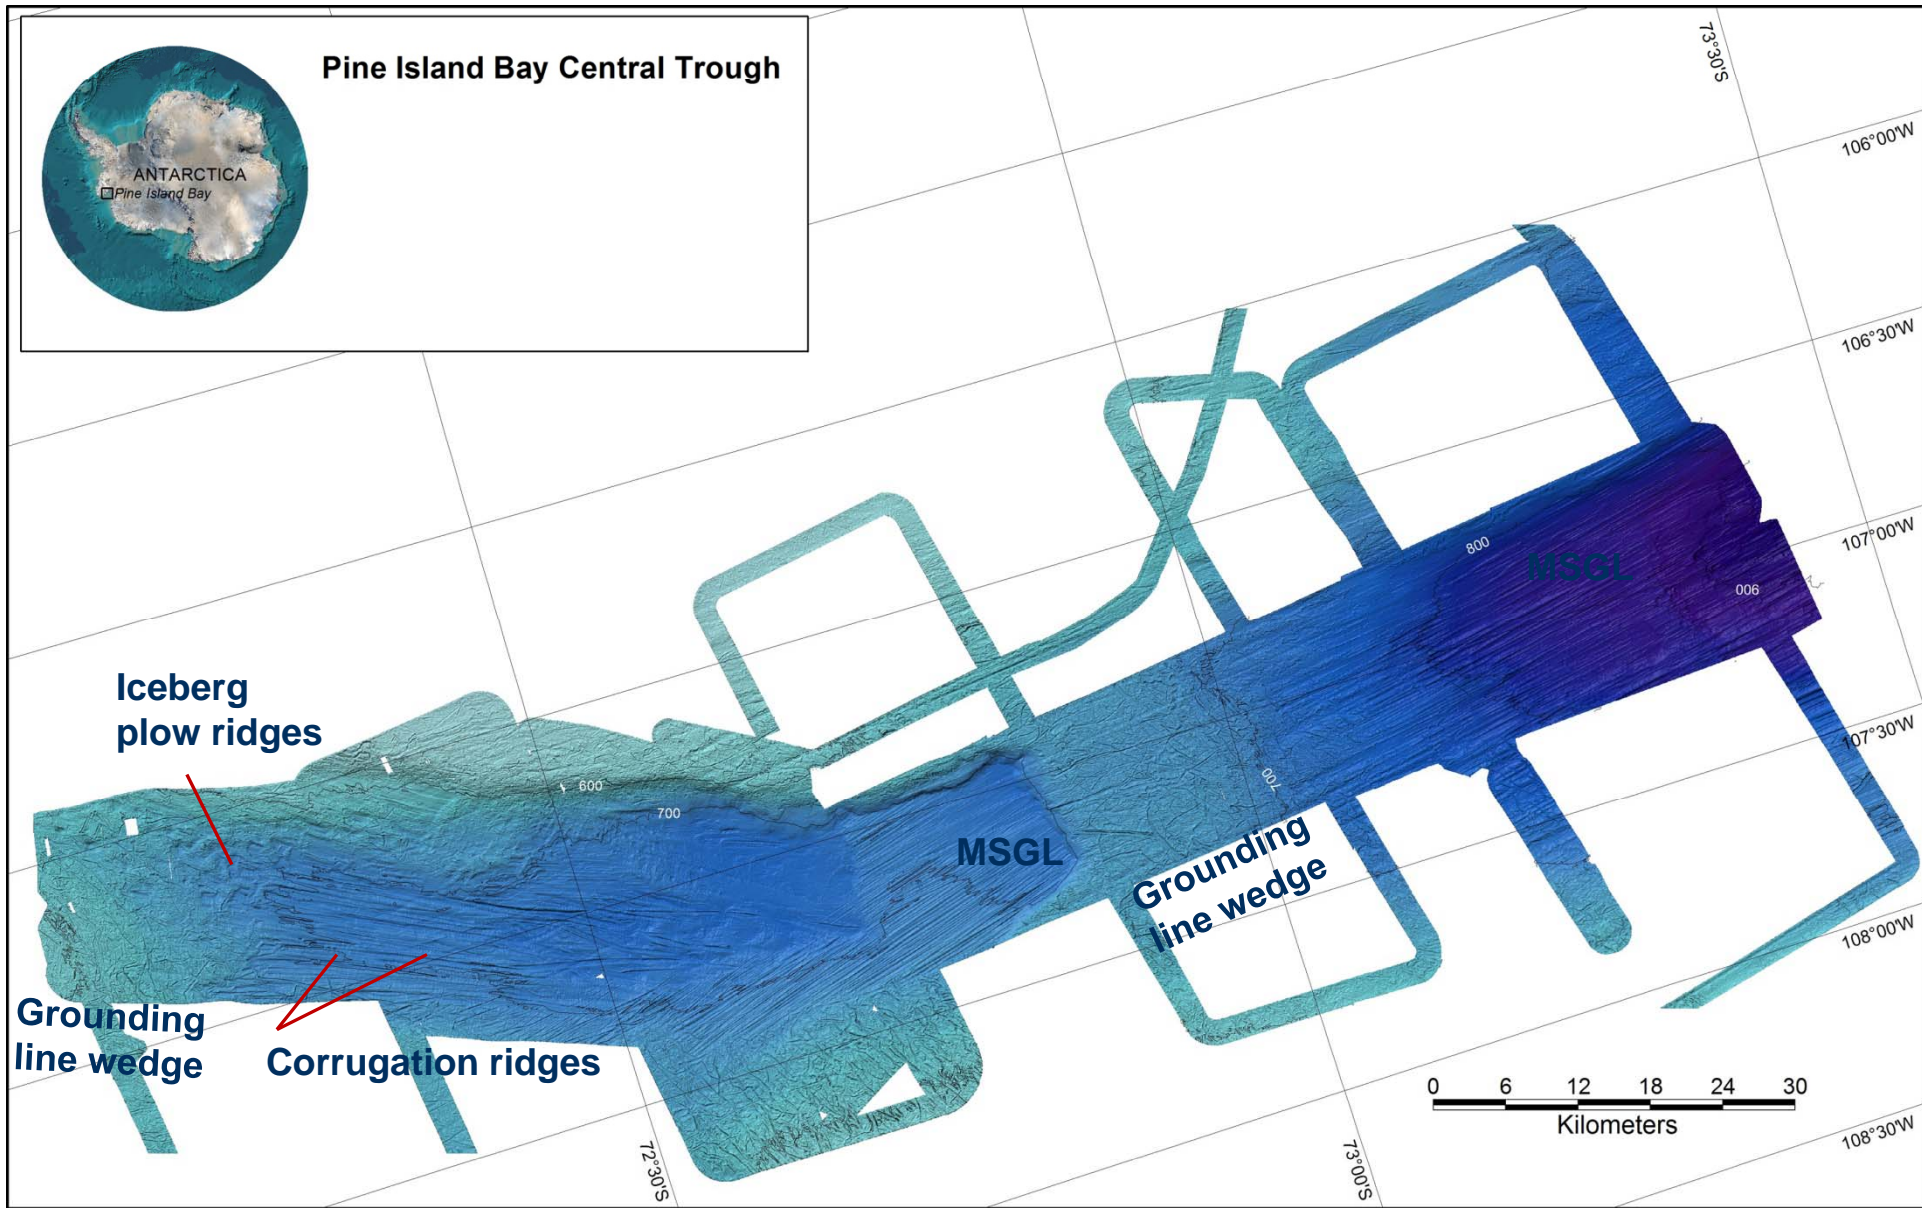 Pine Island Bay Central Trough
ANTARCTICA
Pine Island Bay
73°30'S
106°00'W
106°30'W
107°00'W
107°30'W
108°00'W
108°30'W
800
MSGL
900
Iceberg
plow ridges
600
700
700
MSGL
Grounding
line wedge
Grounding
line wedge
Corrugation ridges
72°30'S
73°00'S
0 6 12 18 24 30
Kilometers